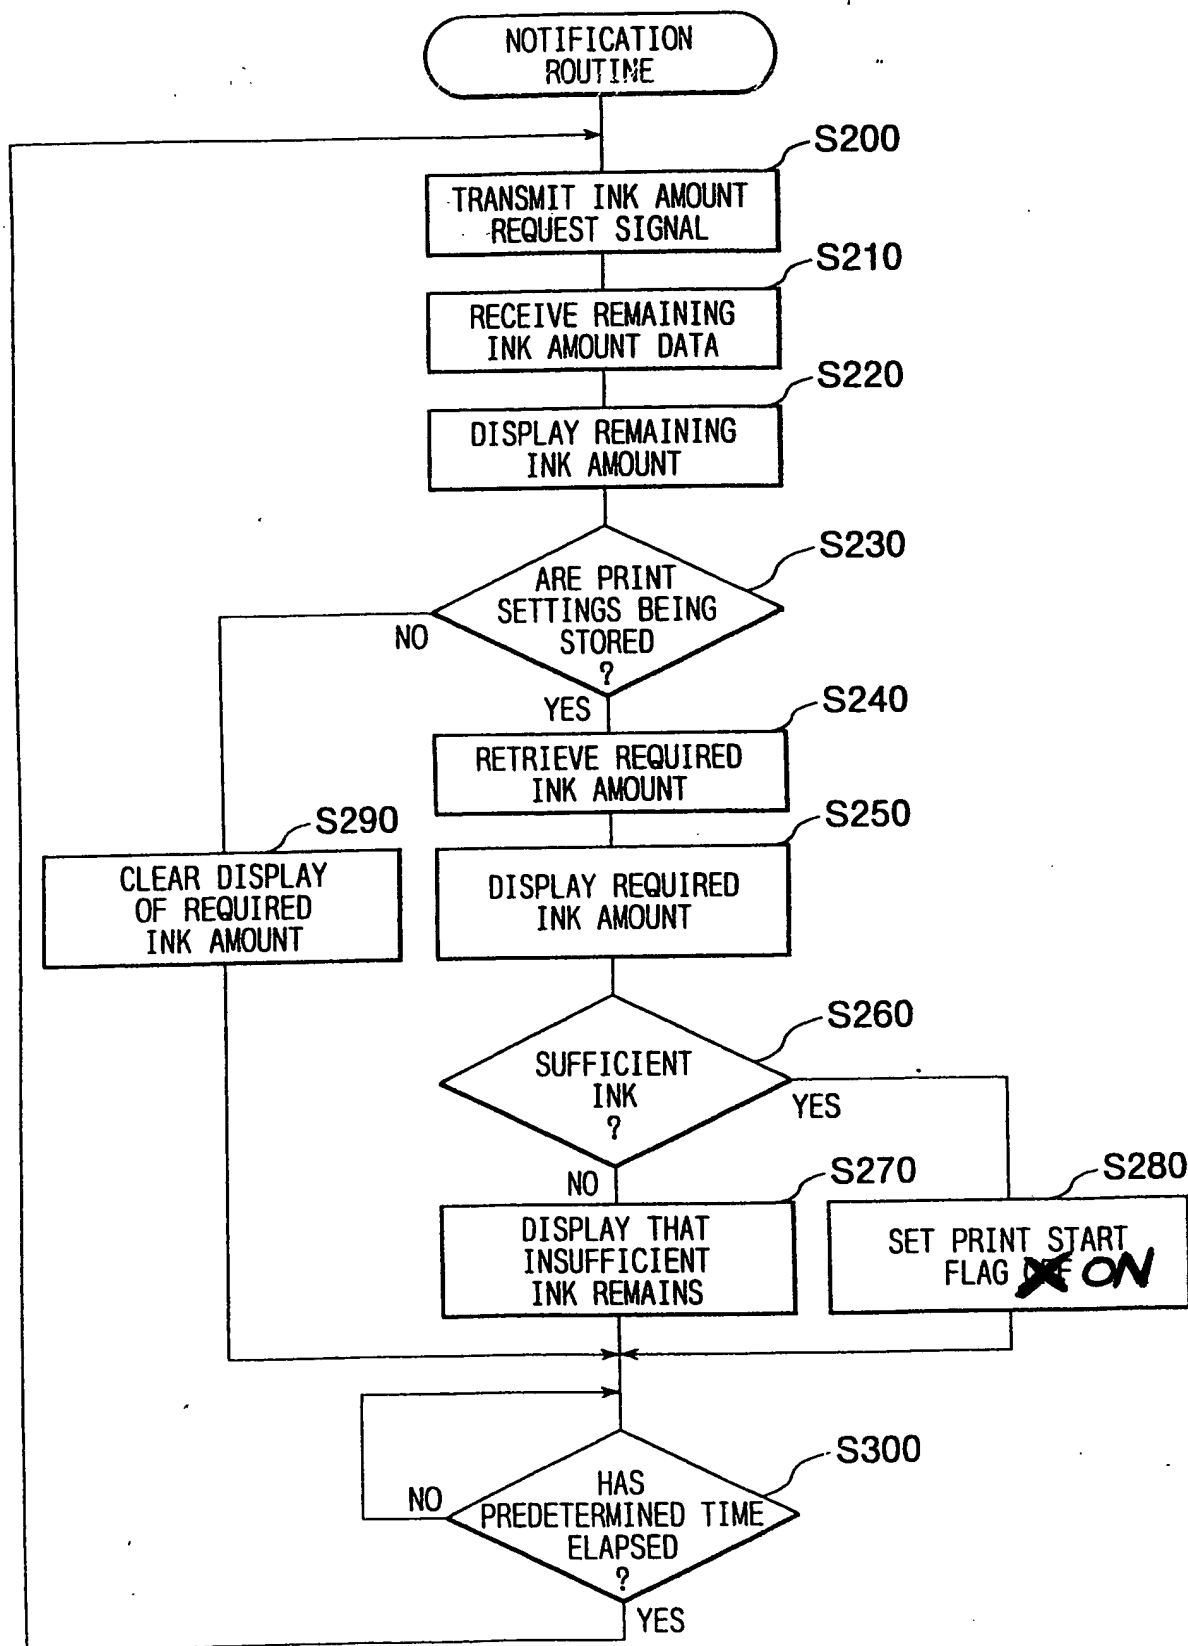 NOTIFICATION
ROUTINE
S200
TRANSMIT INK AMOUNT
REQUEST SIGNAL
S210
RECEIVE REMAINING
INK AMOUNT DATA
S220
DISPLAY REMAINING
INK AMOUNT
S230
ARE PRINT
SETTINGS BEING
STORED
?
NO
YES
S240
RETRIEVE REQUIRED
INK AMOUNT
S290
CLEAR DISPLAY
OF REQUIRED
INK AMOUNT
S250
DISPLAY REQUIRED
INK AMOUNT
S260
SUFFICIENT
INK
?
YES
NO
S270
DISPLAY THAT
INSUFFICIENT
INK REMAINS
S280
SET PRINT START
FLAG ON
S300
HAS
PREDETERMINED TIME
ELAPSED
?
NO
YES